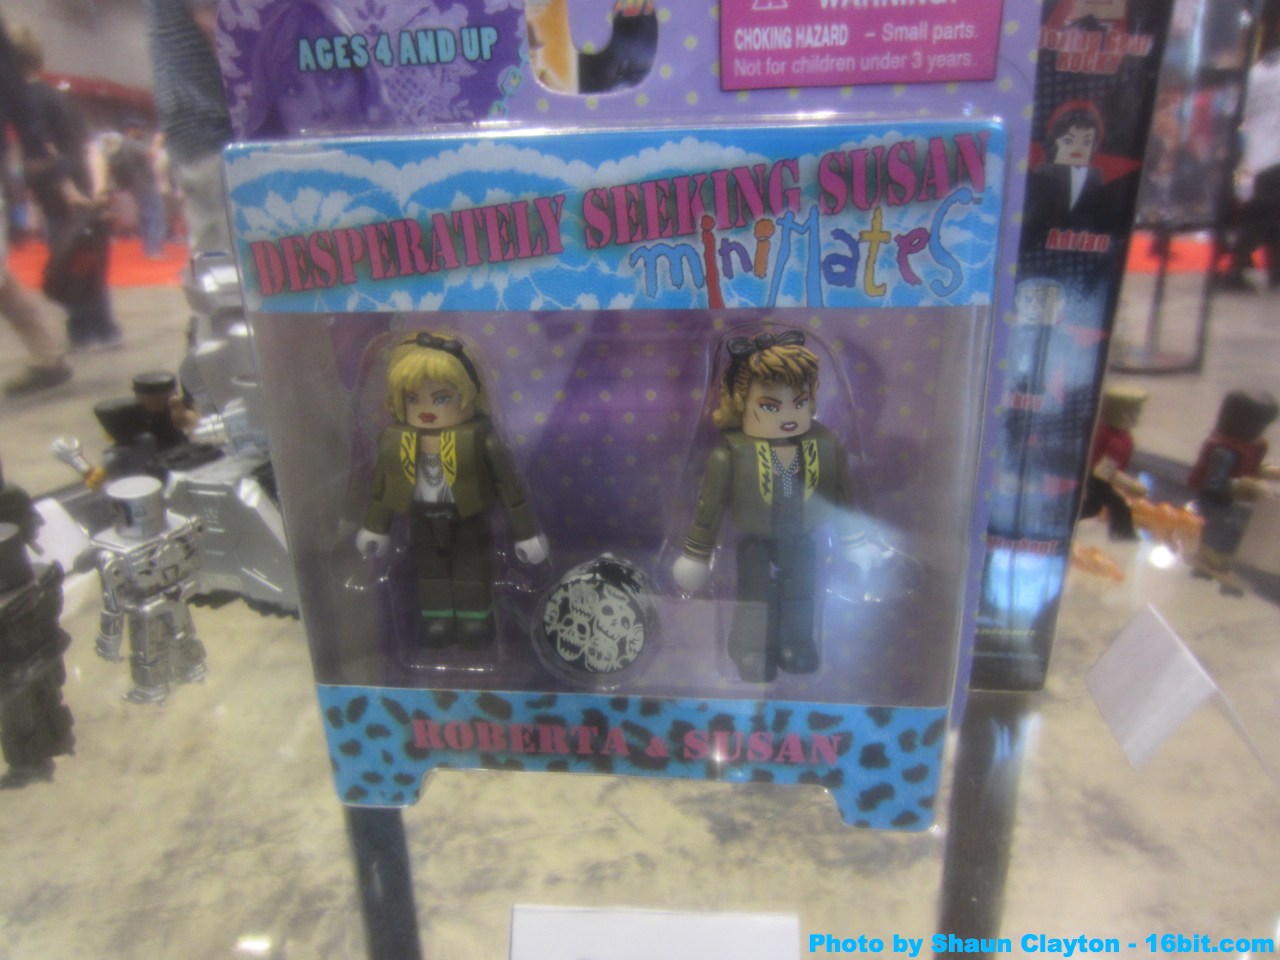 AGES 4 AND UP
WARNING:
CHOKING HAZARD – Small parts.
Not for children under 3 years.
DESPERATELY SEEKING SUSAN
miniMates
ROBERTA & SUSAN
Adrian
Photo by Shaun Clayton - 16bit.com